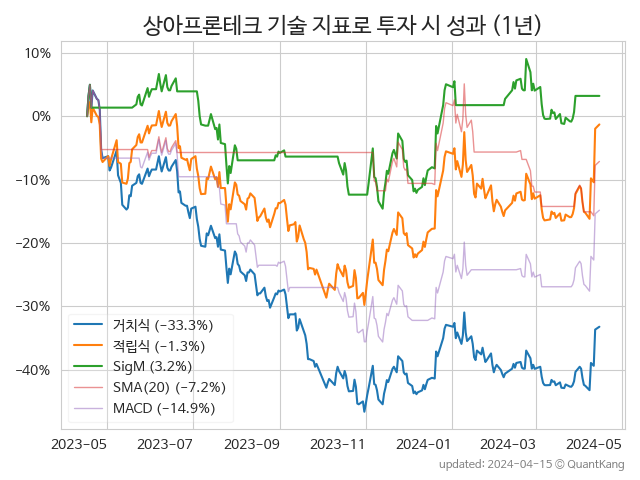 상아프론테크 기술 지표로 투자 시 성과 (1년)
10%
0%
−10%
−20%
−30%
−40%
거치식 (−33.3%)
적립식 (−1.3%)
SigM (3.2%)
SMA(20) (−7.2%)
MACD (−14.9%)
2023-05 2023-07 2023-09 2023-11 2024-01 2024-03 2024-05
updated: 2024-04-15 © QuantKang